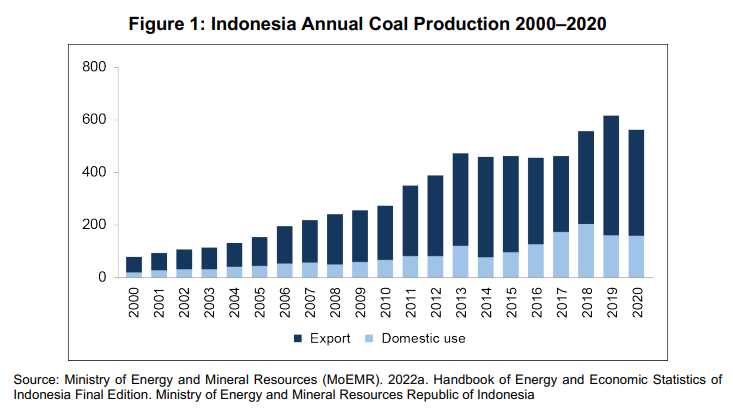 Figure 1: Indonesia Annual Coal Production 2000–2020
800
600
400
200
0
2000 2001 2002 2003 2004 2005 2006 2007 2008 2009 2010 2011 2012 2013 2014 2015 2016 2017 2018 2019 2020
Export Domestic use
Source: Ministry of Energy and Mineral Resources (MoEMR). 2022a. Handbook of Energy and Economic Statistics of
Indonesia Final Edition. Ministry of Energy and Mineral Resources Republic of Indonesia